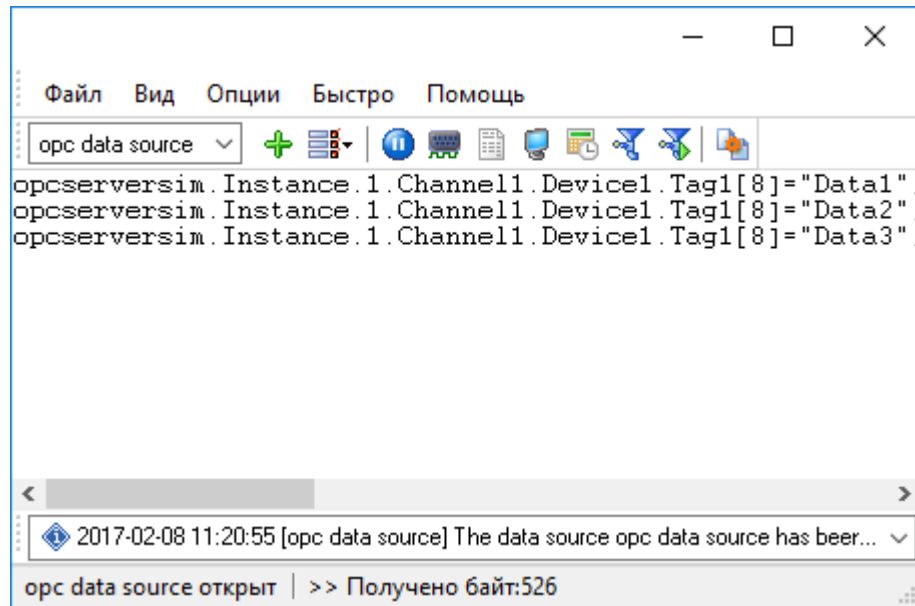 Файл Вид Опции Быстро Помощь
opc data source
opcserversim.Instance.1.Channel1.Device1.Tag1[8]="Data1"
opcserversim.Instance.1.Channel1.Device1.Tag1[8]="Data2"
opcserversim.Instance.1.Channel1.Device1.Tag1[8]="Data3"
2017-02-08 11:20:55 [opc data source] The data source opc data source has beer...
opc data source открыт >> Получено байт:526